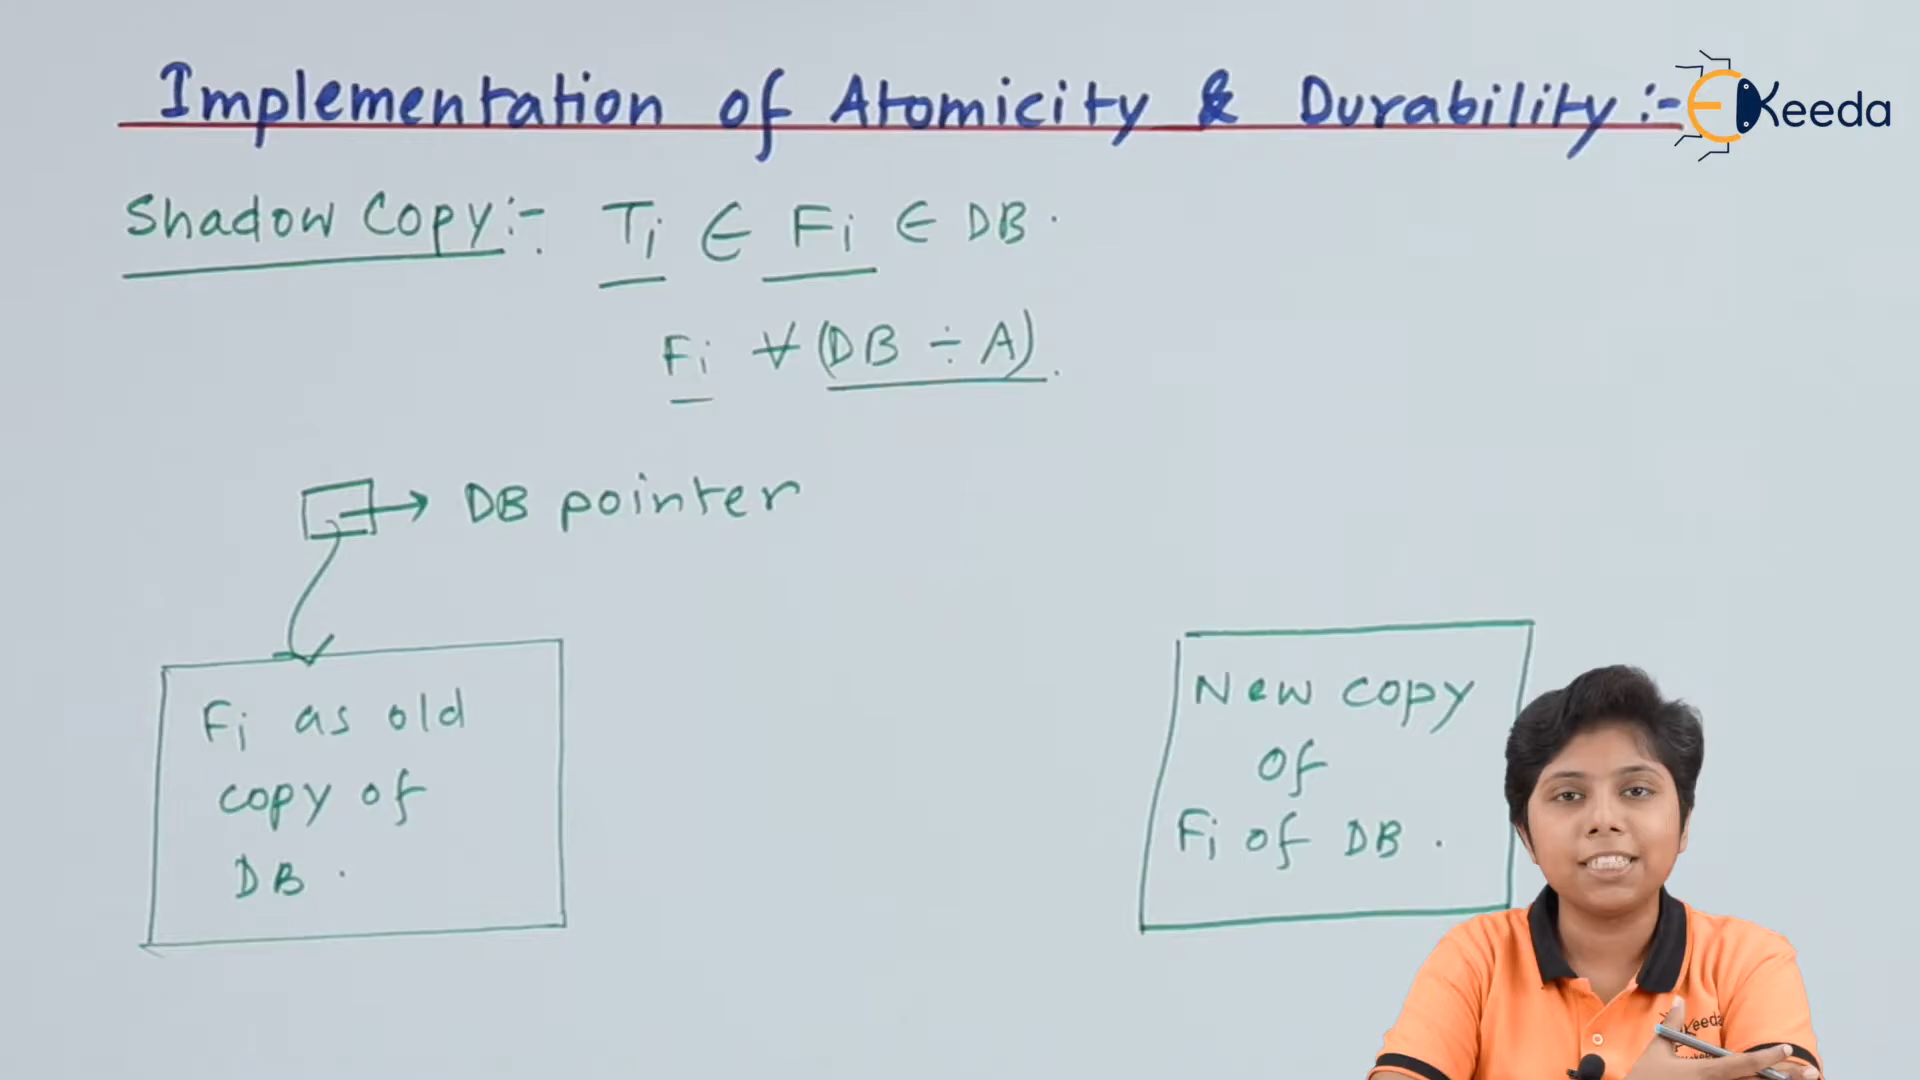 Implementation of Atomicity & Durability :-
EKeeda
Shadow Copy :- Ti ∈ Fi ∈ DB.
Fi ∀ (DB ÷ A).
DB pointer
Fi as old
copy of
DB.
New copy
of
Fi of DB.
Keeda